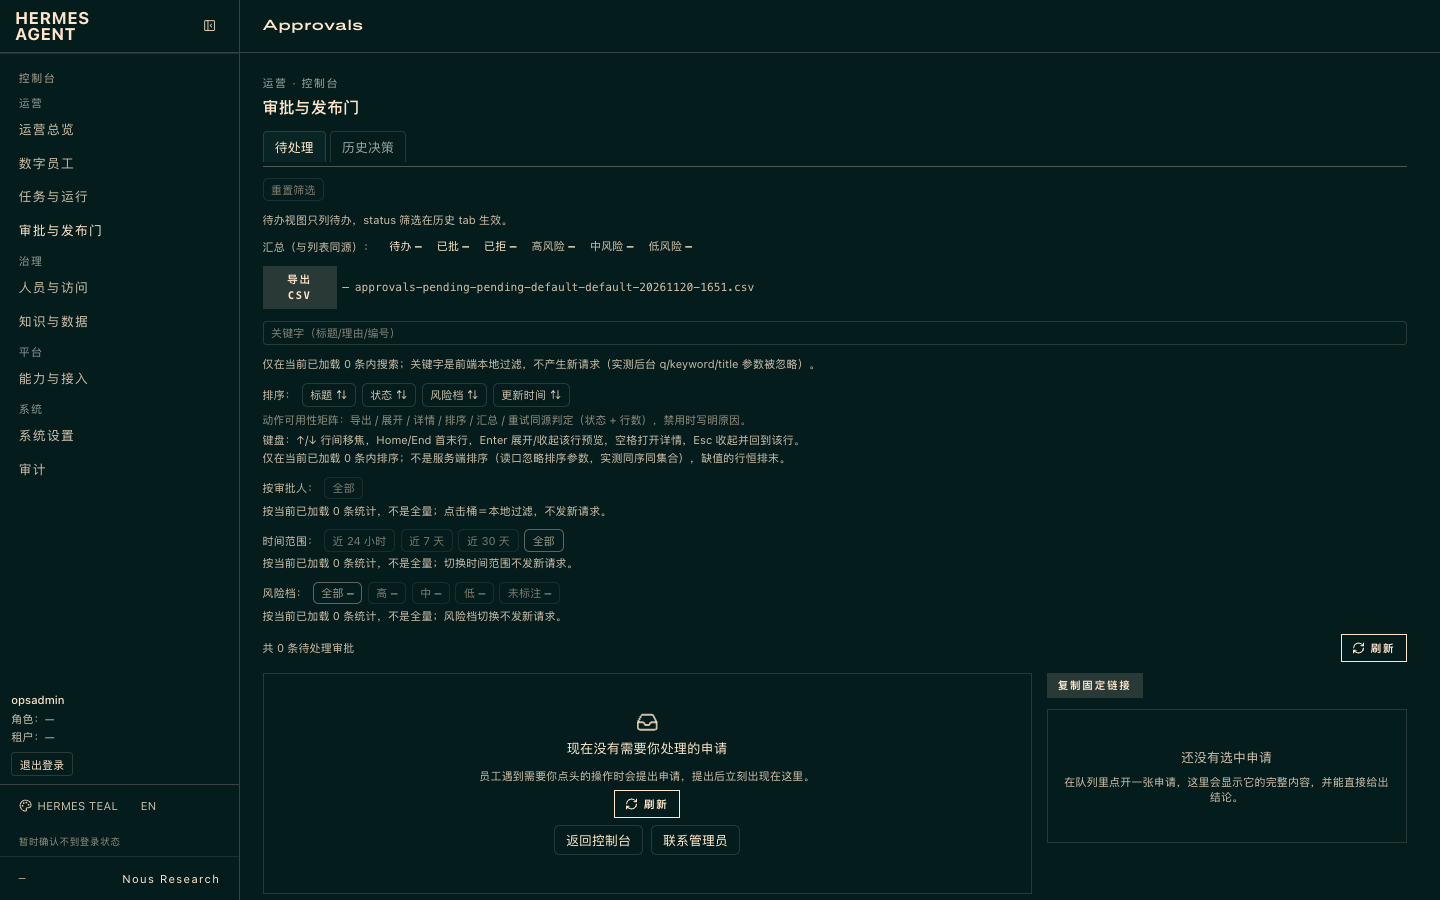 HERMES
AGENT
Approvals
控制台
运营
运营总览
数字员工
任务与运行
审批与发布门
治理
人员与访问
知识与数据
平台
能力与接入
系统
系统设置
审计
opsadmin
角色: —
租户: —
退出登录
HERMES TEAL EN
暂时确认不到登录状态
— Nous Research
运营 · 控制台
审批与发布门
待处理 历史决策
重置筛选
待办视图只列待办，status 筛选在历史 tab 生效。
汇总（与列表同源）： 待办 — 已批 — 已拒 — 高风险 — 中风险 — 低风险 —
导出
CSV
— approvals-pending-pending-default-default-20261120-1651.csv
关键字（标题/理由/编号）
仅在当前已加载 0 条内搜索；关键字是前端本地过滤，不产生新请求（实测后台 q/keyword/title 参数被忽略）。
排序: 标题 ⇅ 状态 ⇅ 风险档 ⇅ 更新时间 ⇅
动作可用性矩阵：导出 / 展开 / 详情 / 排序 / 汇总 / 重试同源判定（状态 + 行数），禁用时写明原因。
键盘：↑/↓ 行间移焦，Home/End 首末行，Enter 展开/收起该行预览，空格打开详情，Esc 收起并回到该行。
仅在当前已加载 0 条内排序；不是服务端排序（读口忽略排序参数，实测同序同集合），缺值的行恒排末。
按审批人: 全部
按当前已加载 0 条统计，不是全量；点击桶＝本地过滤，不发新请求。
时间范围: 近 24 小时 近 7 天 近 30 天 全部
按当前已加载 0 条统计，不是全量；切换时间范围不发新请求。
风险档: 全部 — 高 — 中 — 低 — 未标注 —
按当前已加载 0 条统计，不是全量；风险档切换不发新请求。
共 0 条待处理审批
刷新
现在没有需要你处理的申请
员工遇到需要你点头的操作时会提出申请，提出后立刻出现在这里。
刷新
返回控制台 联系管理员
复制固定链接
还没有选中申请
在队列里点开一张申请，这里会显示它的完整内容，并能直接给出
结论。